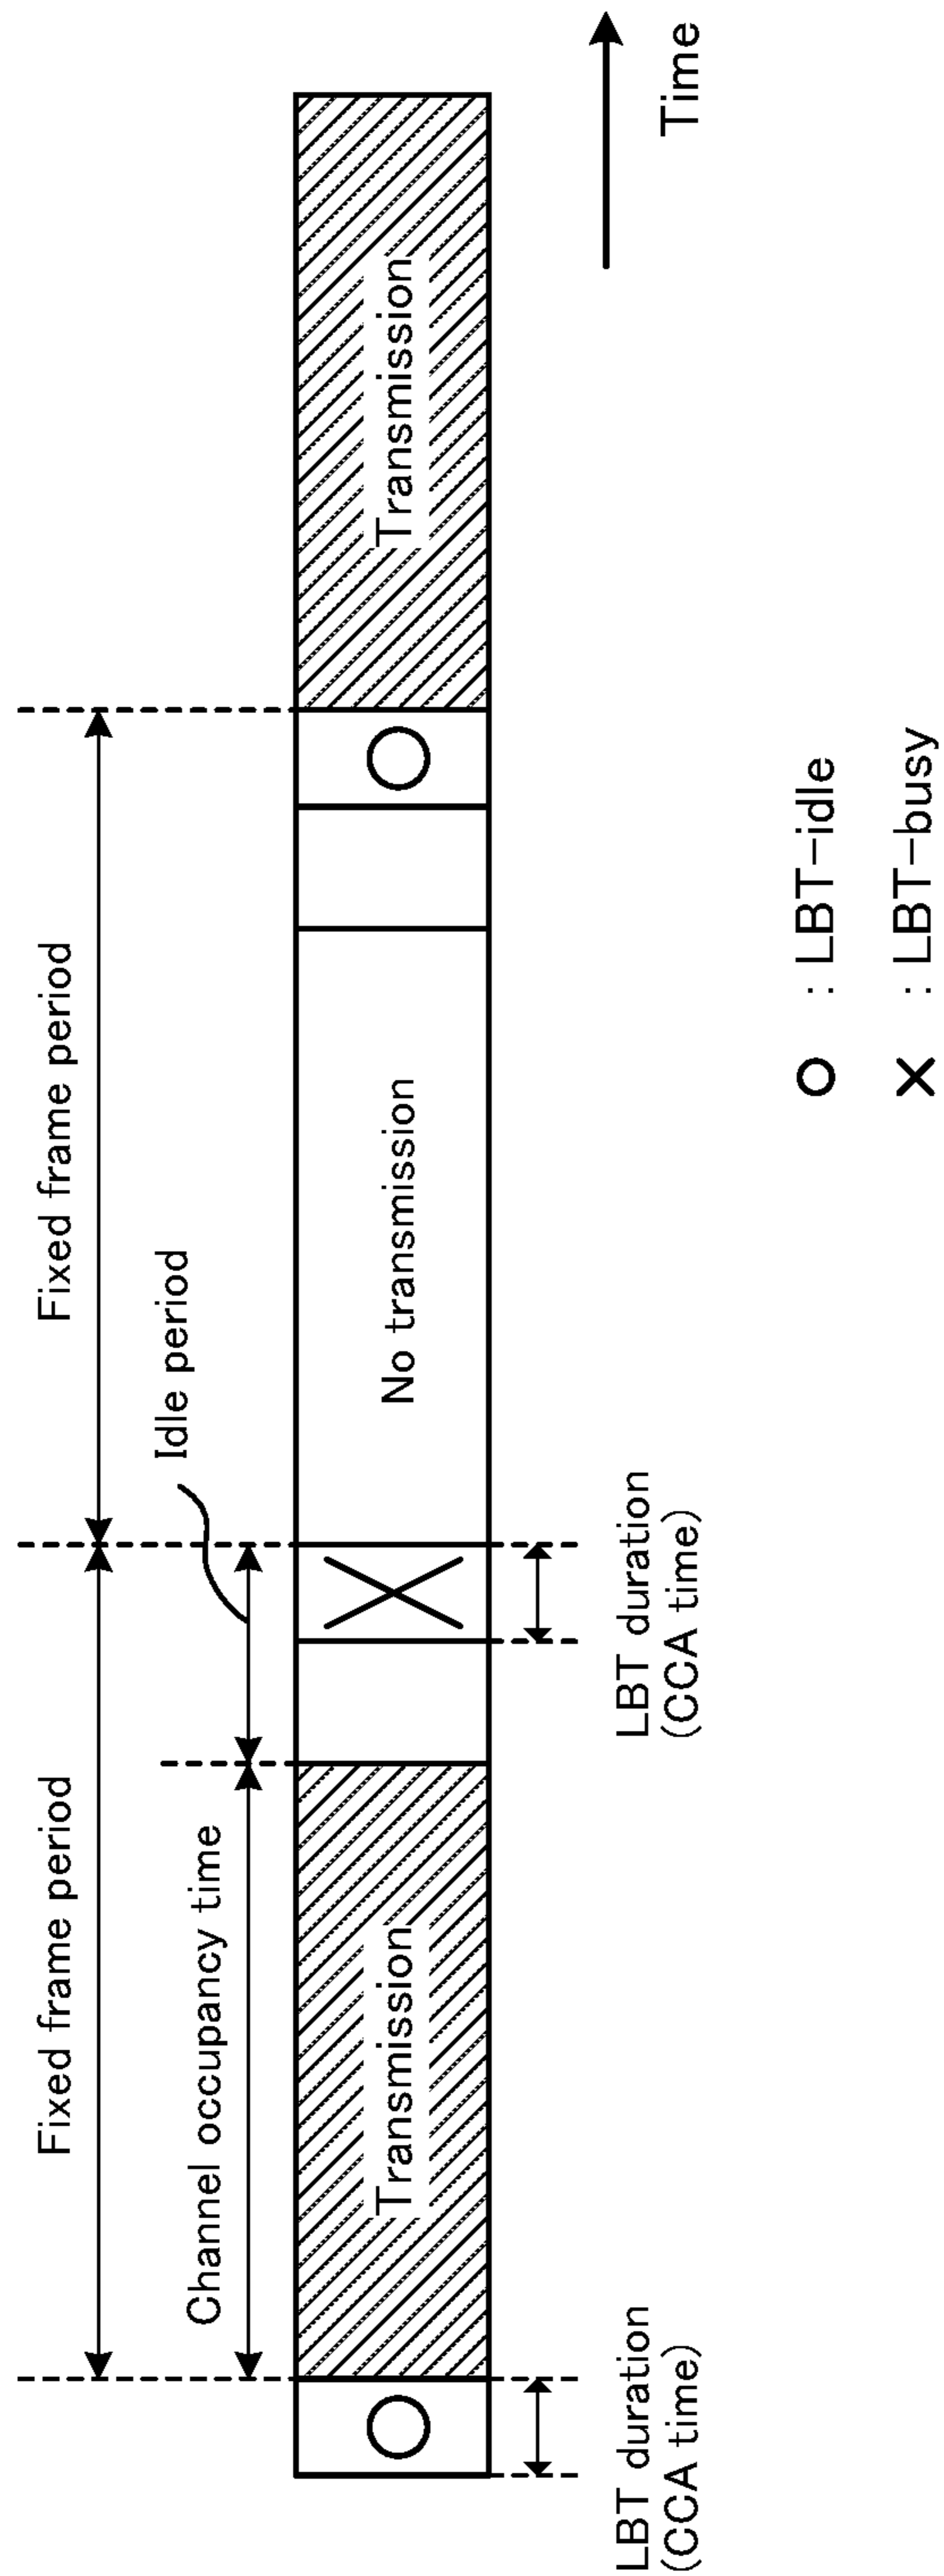 Fixed frame period
Fixed frame period
Idle period
Channel occupancy time
Transmission
No transmission
Transmission
LBT duration
(CCA time)
LBT duration
(CCA time)
Time
○ : LBT-idle
× : LBT-busy